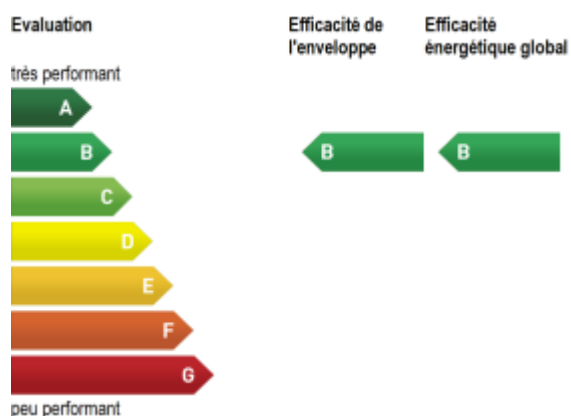 Evaluation
Efficacité de
l'enveloppe
Efficacité
énergétique global
très performant
A
B
B
B
C
D
E
F
G
peu performant